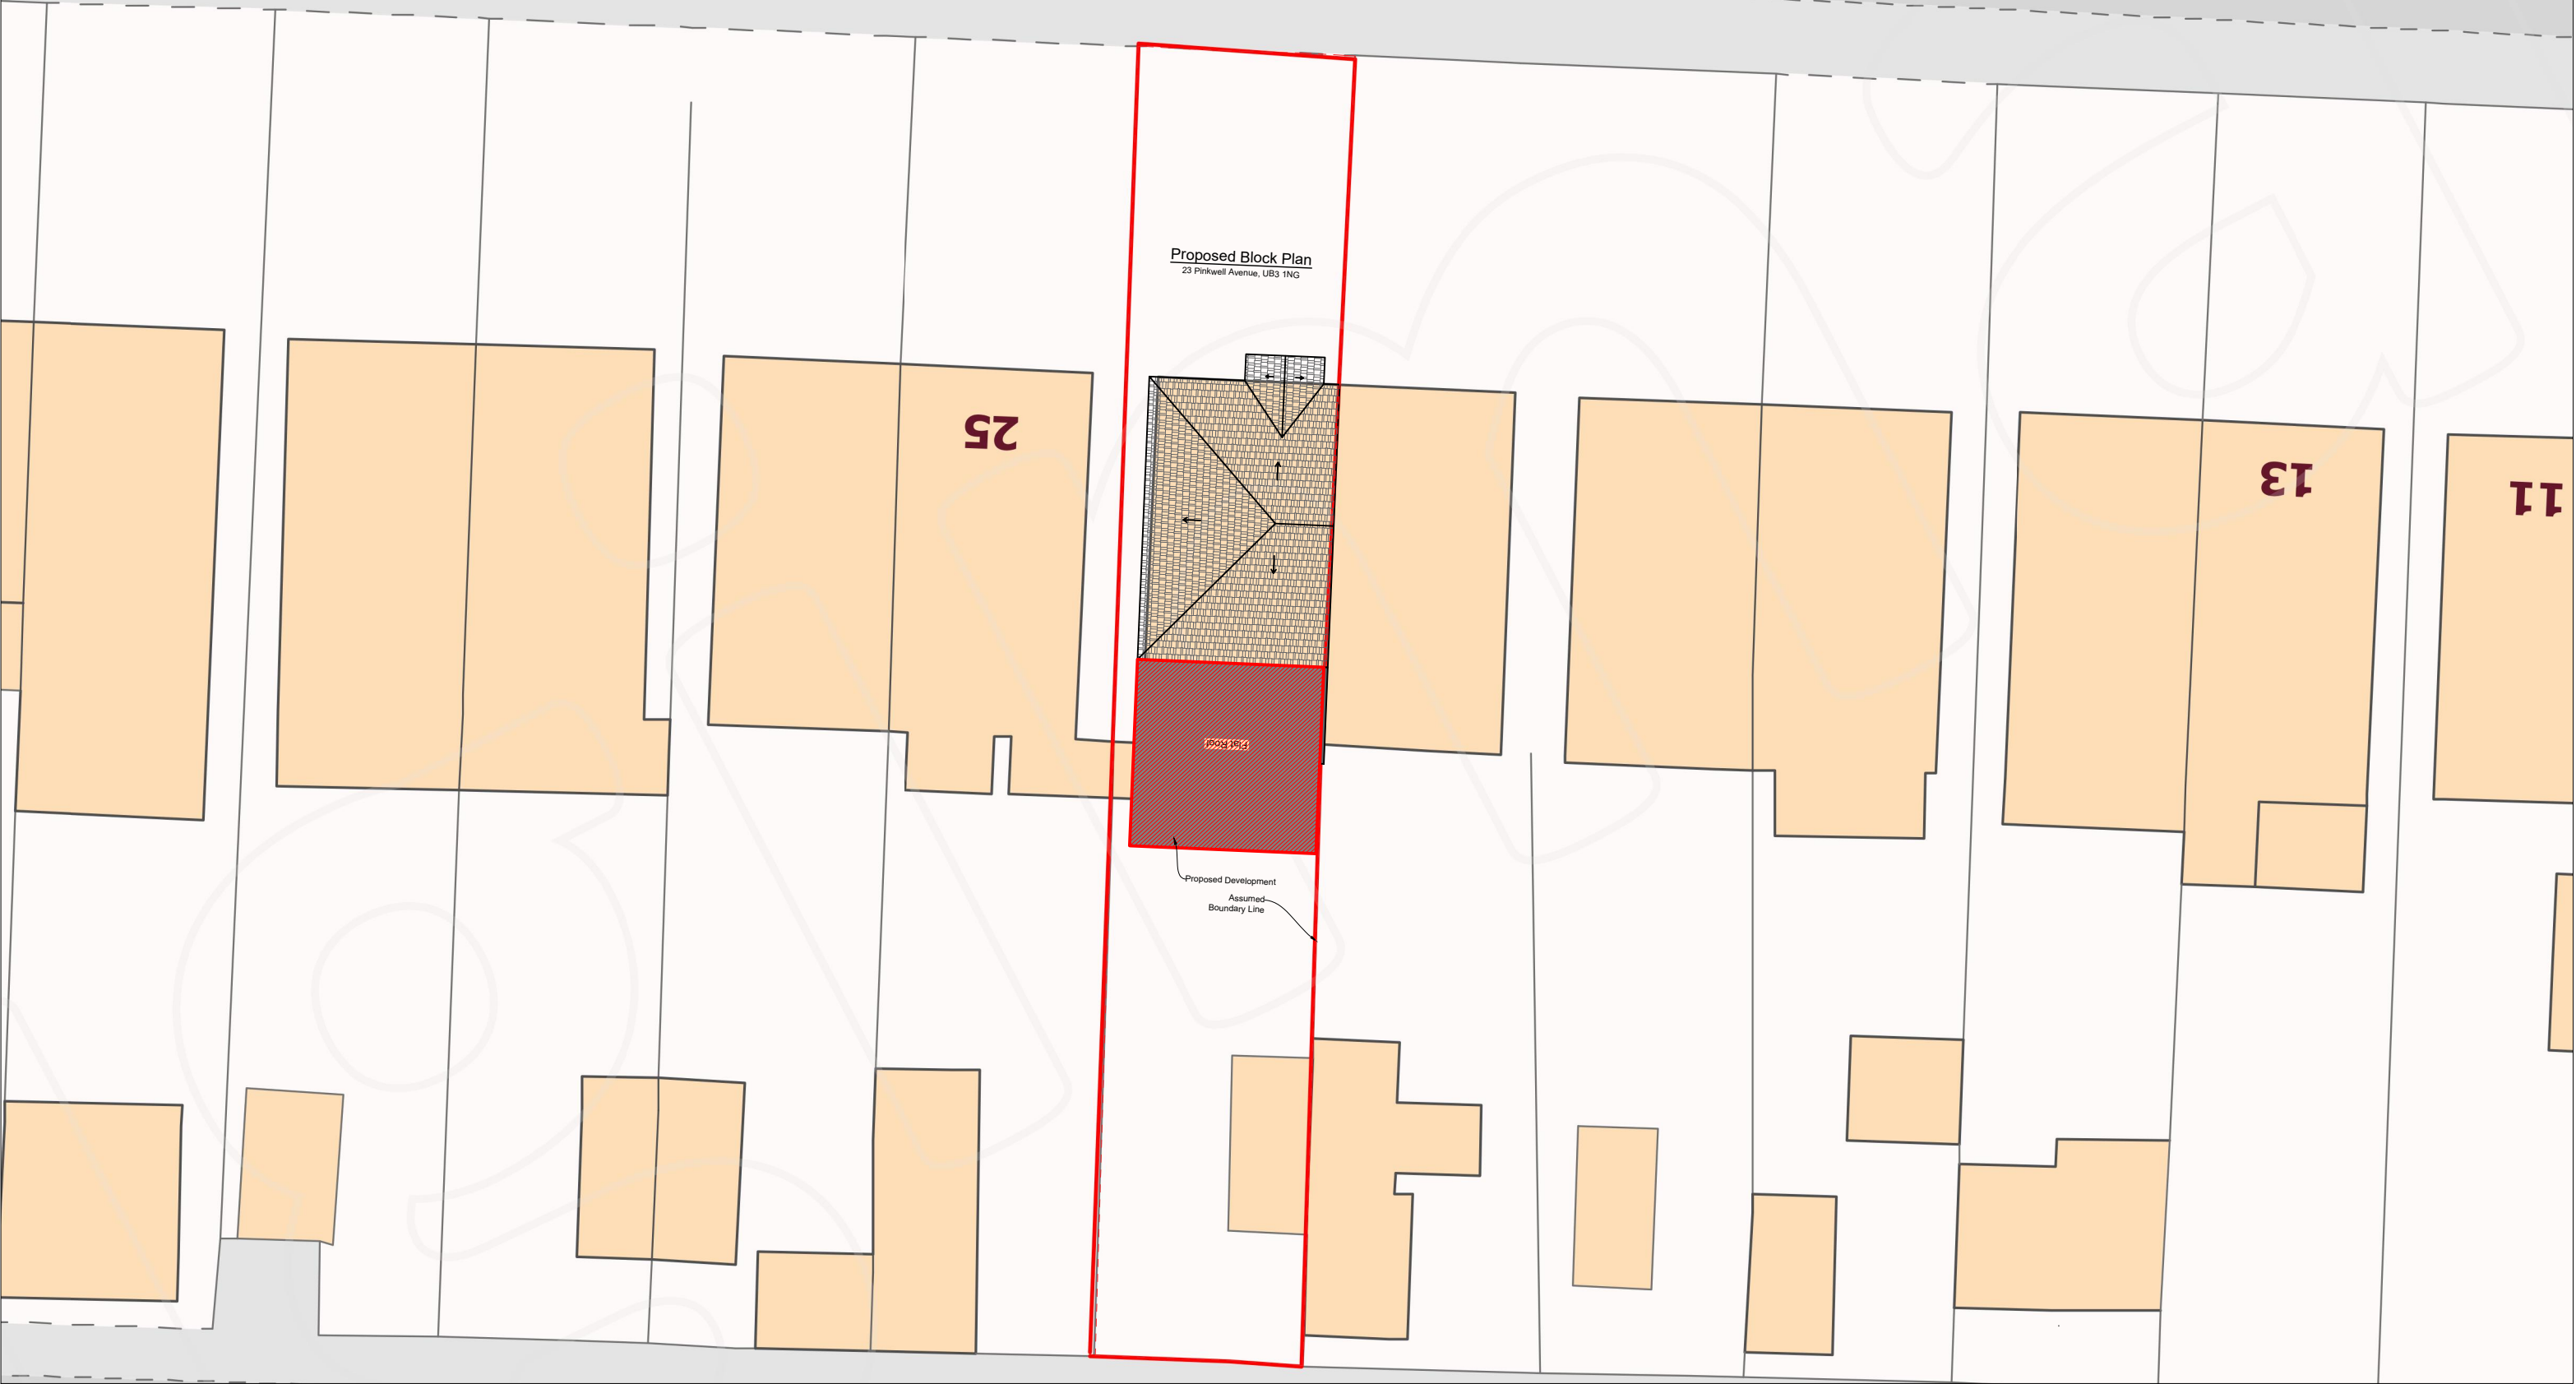 Proposed Block Plan
23 Pinkwell Avenue, UB3 1NG
25
13
11
Flat Roof
Proposed Development
Assumed
Boundary Line